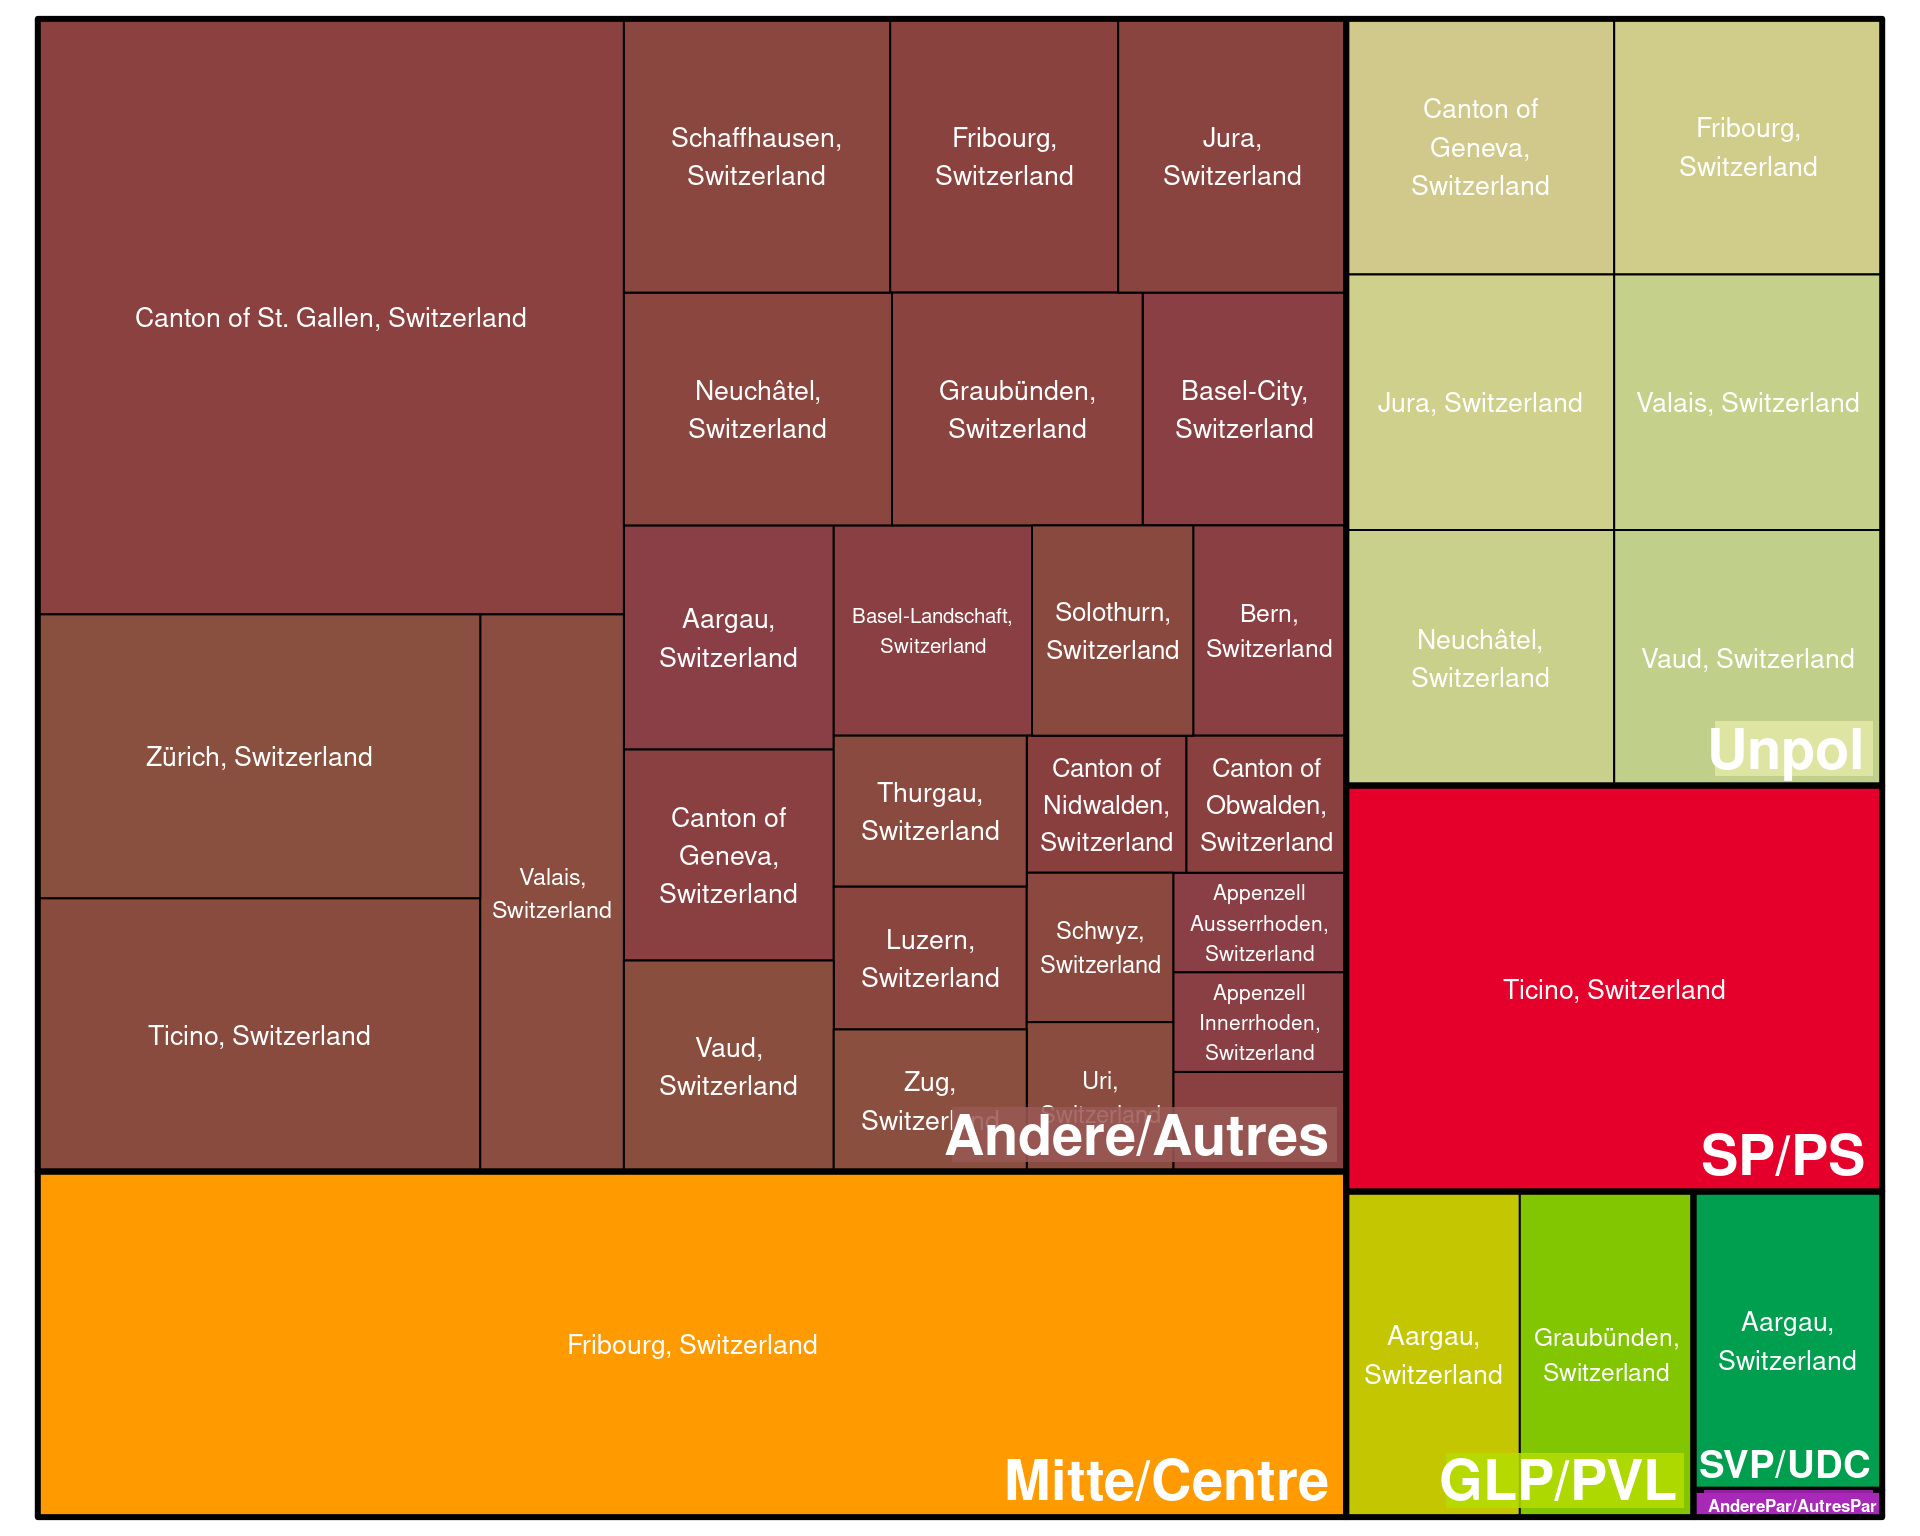 Canton of St. Gallen, Switzerland
Schaffhausen,
Switzerland
Fribourg,
Switzerland
Jura,
Switzerland
Neuchâtel,
Switzerland
Graubünden,
Switzerland
Basel-City,
Switzerland
Zürich, Switzerland
Ticino, Switzerland
Valais,
Switzerland
Aargau,
Switzerland
Basel-Landschaft,
Switzerland
Solothurn,
Switzerland
Bern,
Switzerland
Canton of
Geneva,
Switzerland
Vaud,
Switzerland
Thurgau,
Switzerland
Luzern,
Switzerland
Zug,
Switzerland
Canton of
Nidwalden,
Switzerland
Canton of
Obwalden,
Switzerland
Schwyz,
Switzerland
Uri,
Switzerland
Appenzell
Ausserrhoden,
Switzerland
Appenzell
Innerrhoden,
Switzerland
Andere/Autres
Fribourg, Switzerland
Mitte/Centre
Canton of
Geneva,
Switzerland
Fribourg,
Switzerland
Jura, Switzerland
Valais, Switzerland
Neuchâtel,
Switzerland
Vaud, Switzerland
Unpol
Ticino, Switzerland
SP/PS
Aargau,
Switzerland
Graubünden,
Switzerland
GLP/PVL
Aargau,
Switzerland
SVP/UDC
AnderePar/AutresPar